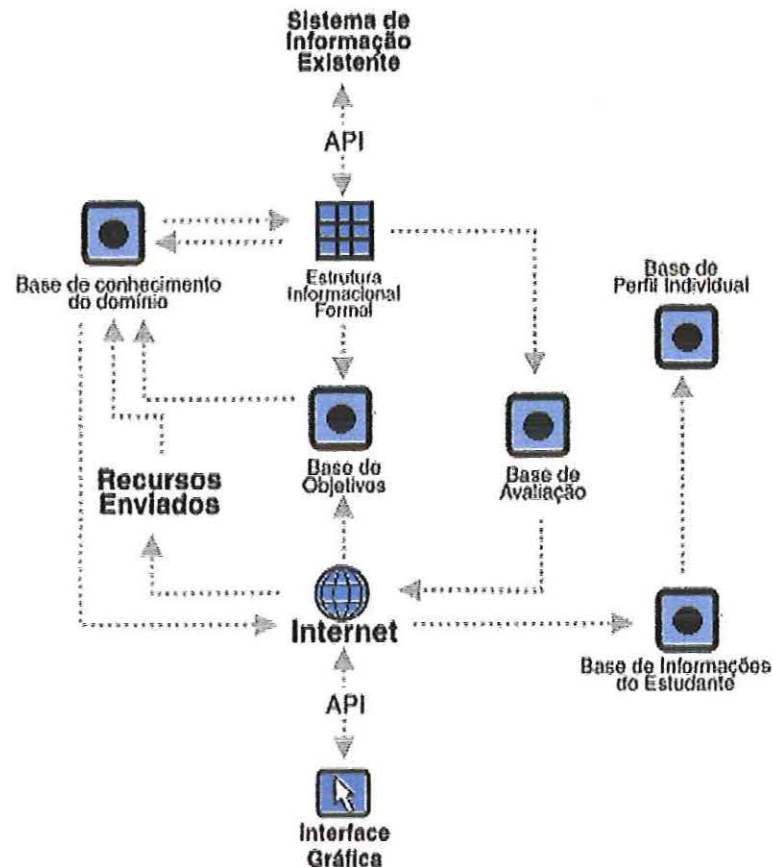 Sistema de
Informação
Existente
API
Base de conhecimento
do domínio
Estrutura
Informacional
Formal
Base de
Perfil Individual
Base de
Objetivos
Base de
Avaliação
Recursos
Enviados
Internet
Base de Informações
do Estudante
API
Interface
Gráfica